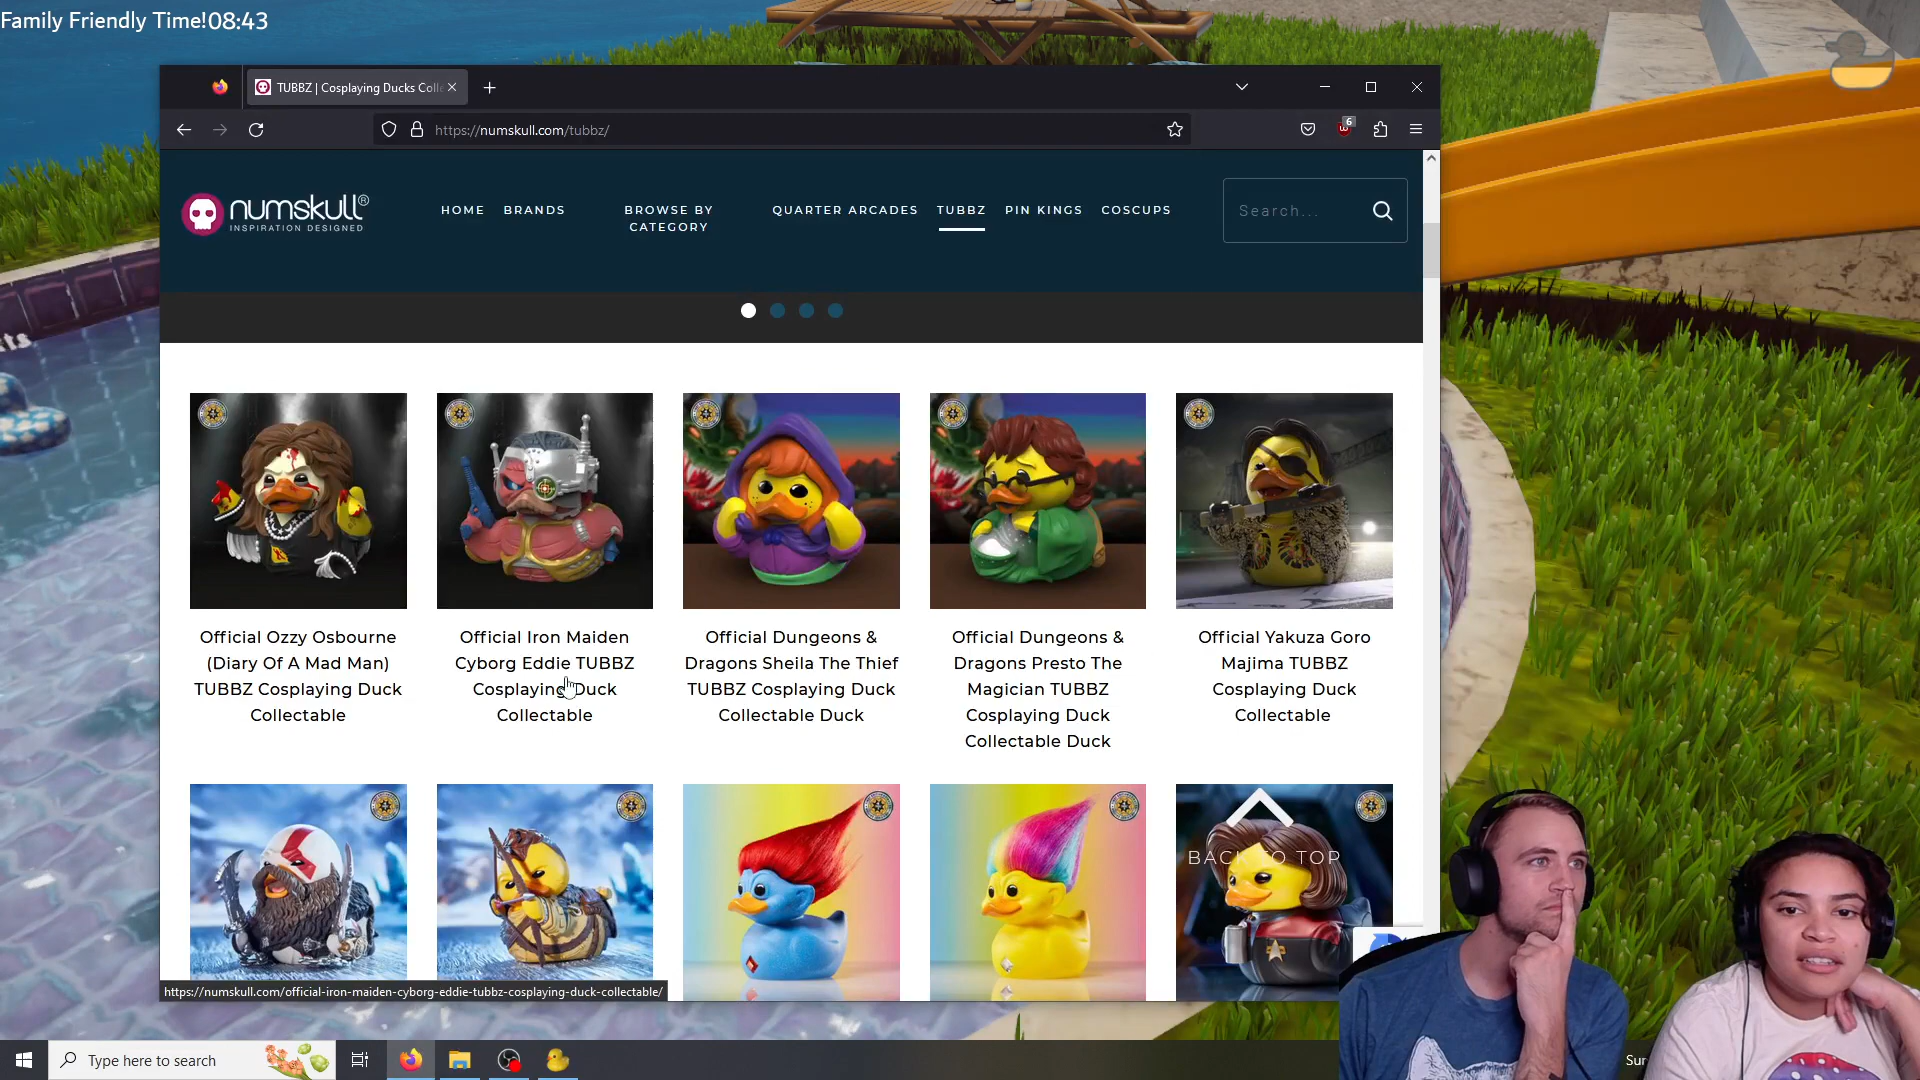 Family Friendly Time!08:43
TUBBZ | Cosplaying Ducks Coll
https://numskull.com/tubbz/
6
numskull®
INSPIRATION DESIGNED
HOME
BRANDS
BROWSE BY
CATEGORY
QUARTER ARCADES
TUBBZ
PIN KINGS
COSCUPS
Search...
Official Ozzy Osbourne
(Diary Of A Mad Man)
TUBBZ Cosplaying Duck
Collectable
Official Iron Maiden
Cyborg Eddie TUBBZ
Cosplaying Duck
Collectable
Official Dungeons &
Dragons Sheila The Thief
TUBBZ Cosplaying Duck
Collectable Duck
Official Dungeons &
Dragons Presto The
Magician TUBBZ
Cosplaying Duck
Collectable Duck
Official Yakuza Goro
Majima TUBBZ
Cosplaying Duck
Collectable
BACK TO TOP
https://numskull.com/official-iron-maiden-cyborg-eddie-tubbz-cosplaying-duck-collectable/
Type here to search
Sur